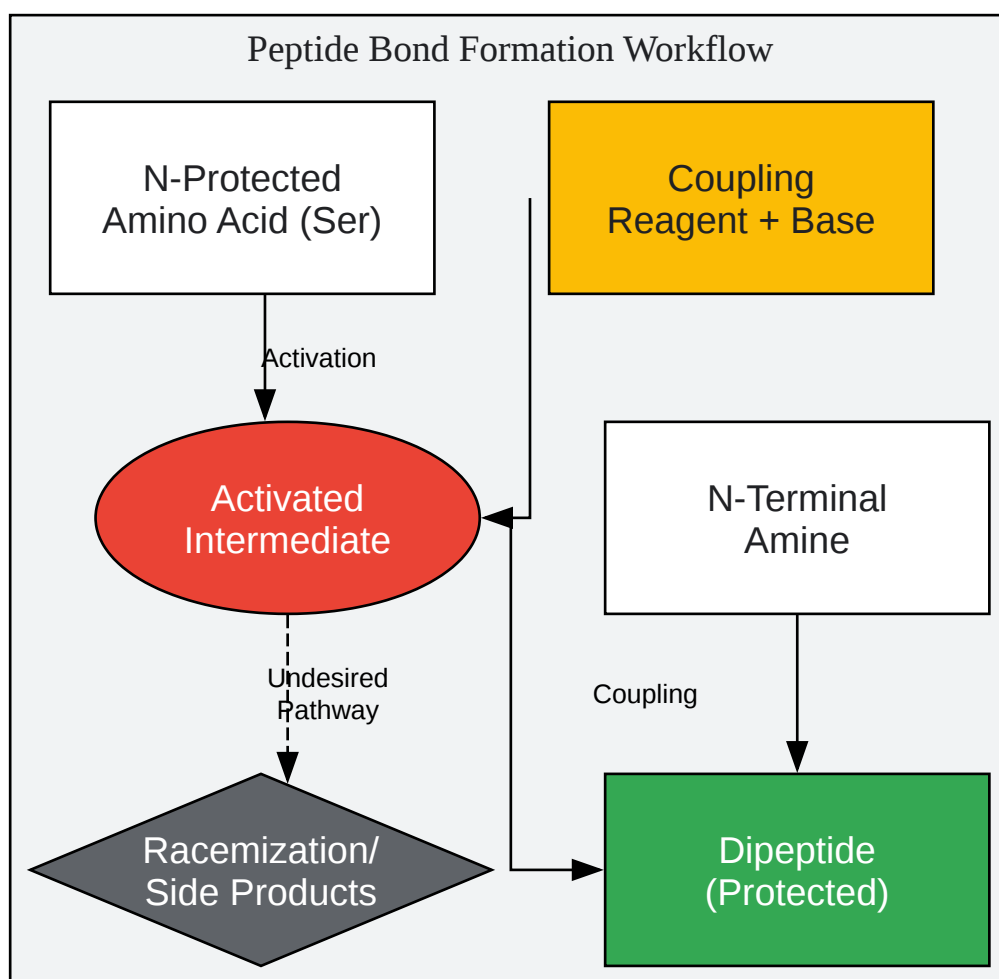 Peptide Bond Formation Workflow
N-Protected
Amino Acid (Ser)
Coupling
Reagent + Base
Activation
Activated
Intermediate
N-Terminal
Amine
Undesired
Pathway
Coupling
Racemization/
Side Products
Dipeptide
(Protected)